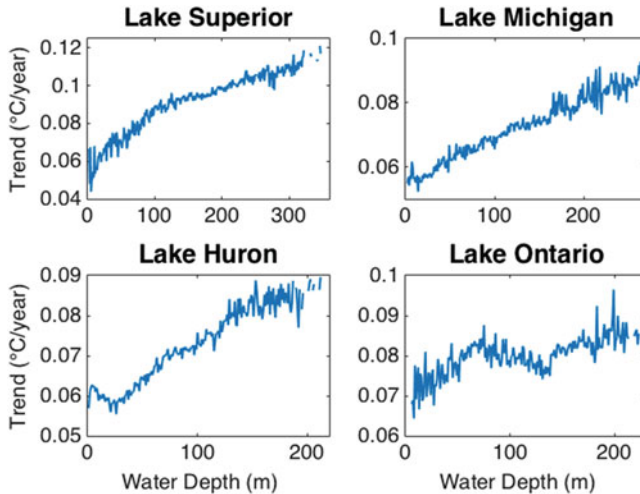 Lake Superior
Lake Michigan
0.12
0.1
0.08
0.06
0.04
Trend (°C/year)
0 100 200 300
0.1
0.08
0.06
0 100 200
Lake Huron
Lake Ontario
0.09
0.08
0.07
0.06
0.05
Trend (°C/year)
0 100 200
Water Depth (m)
0.1
0.09
0.08
0.07
0.06
0 100 200
Water Depth (m)